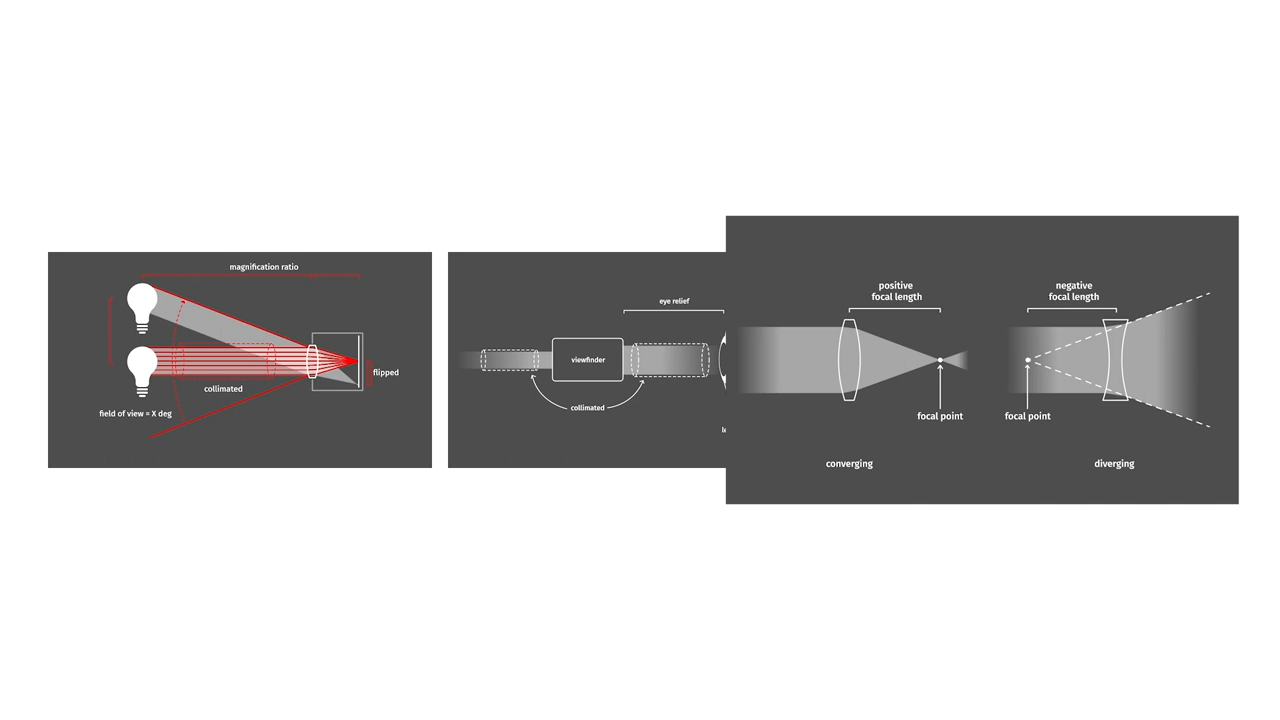 magnification ratio
flipped
collimated
field of view = X deg
eye relief
viewfinder
collimated
positive
focal length
focal point
converging
negative
focal length
focal point
diverging